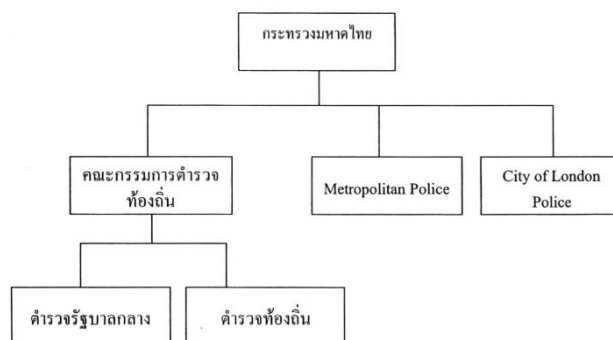 กระทรวงมหาดไทย
คณะกรรมการตำรวจ
ท้องถิ่น
Metropolitan Police
City of London
Police
ตำรวจรัฐบาลกลาง
ตำรวจท้องถิ่น